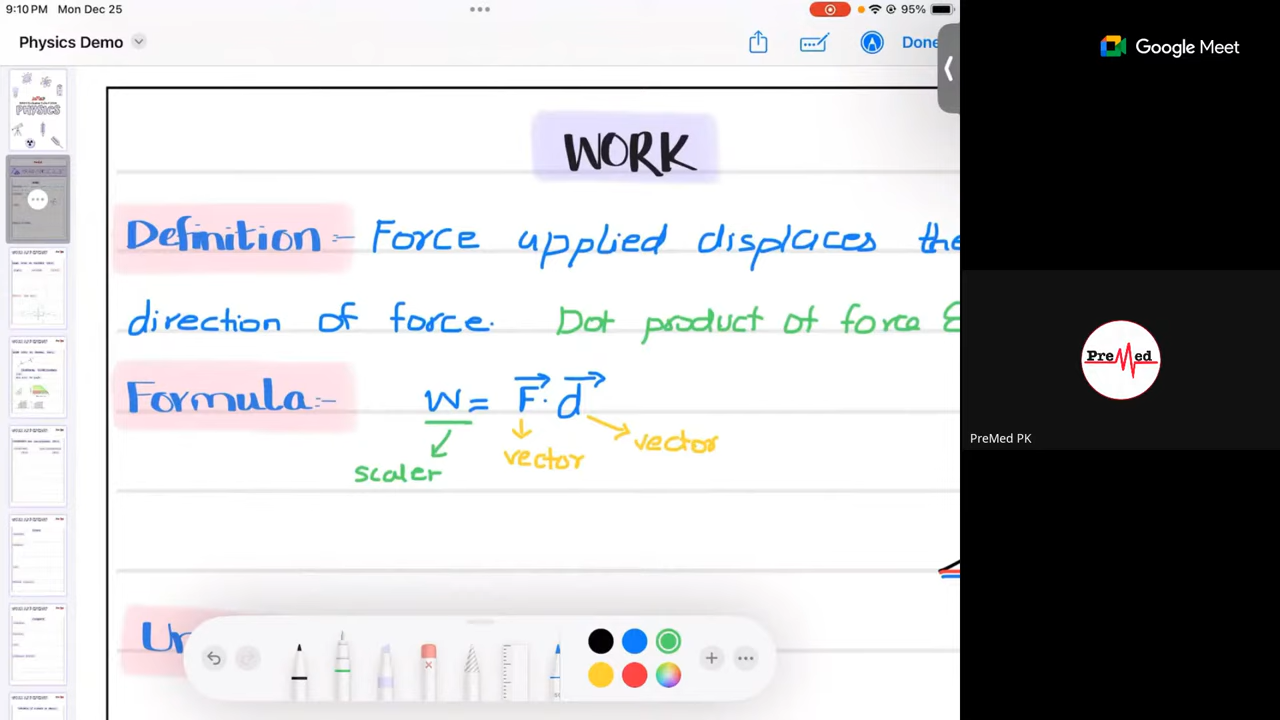 9:10 PM Mon Dec 25
95%
Physics Demo
Done
Google Meet
PHYSICS
WORK
Definition :- Force applied displaces the
direction of force. Dot product of force &
Formula :- W = F . d
vector
vector
scaler
PreMed
PreMed PK